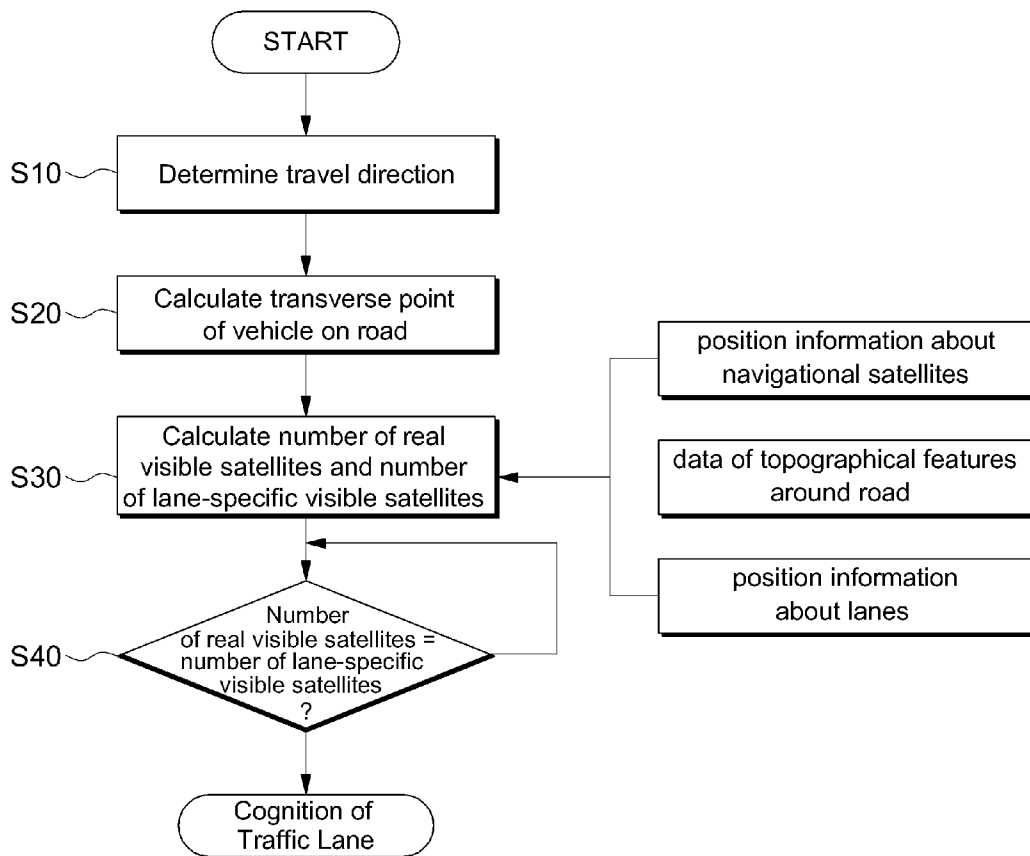 START
S10
Determine travel direction
S20
Calculate transverse point
of vehicle on road
S30
Calculate number of real
visible satellites and number
of lane-specific visible satellites
position information about
navigational satellites
data of topographical features
around road
position information
about lanes
S40
Number
of real visible satellites =
number of lane-specific
visible satellites
?
Cognition of
Traffic Lane